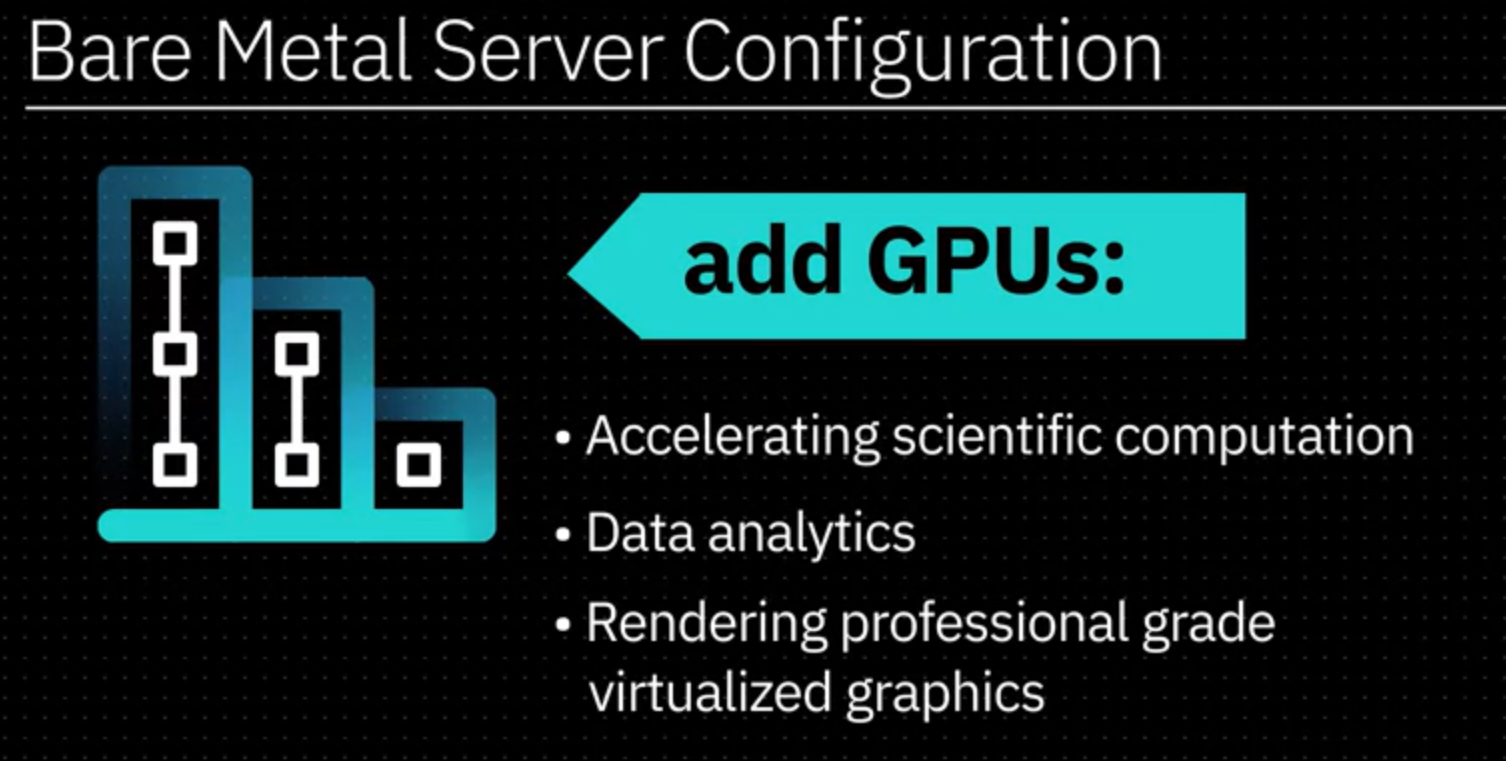 Bare Metal Server Configuration
add GPUs:
• Accelerating scientific computation
• Data analytics
• Rendering professional grade
virtualized graphics